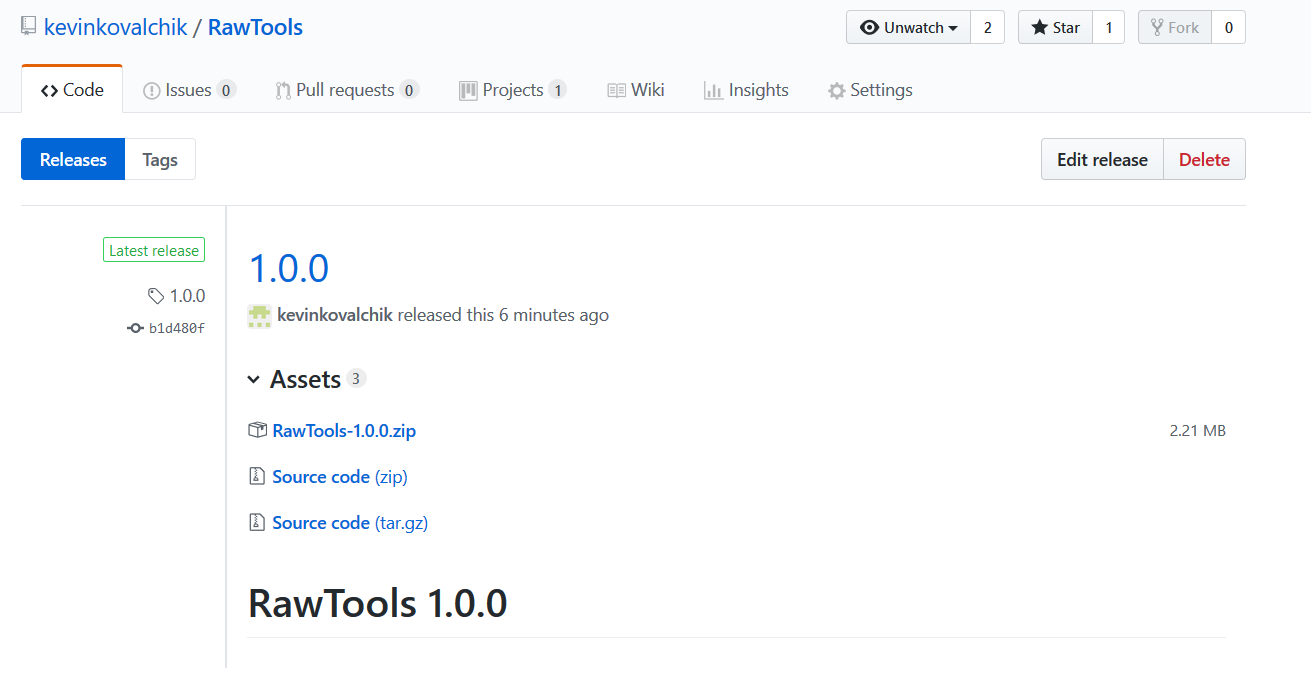 kevinkovalchik / RawTools
Unwatch 2 Star 1 Fork 0
Code Issues 0 Pull requests 0 Projects 1 Wiki Insights Settings
Releases Tags Edit release Delete
Latest release
1.0.0
1.0.0
b1d480f
kevinkovalchik released this 6 minutes ago
Assets 3
RawTools-1.0.0.zip 2.21 MB
Source code (zip)
Source code (tar.gz)
RawTools 1.0.0